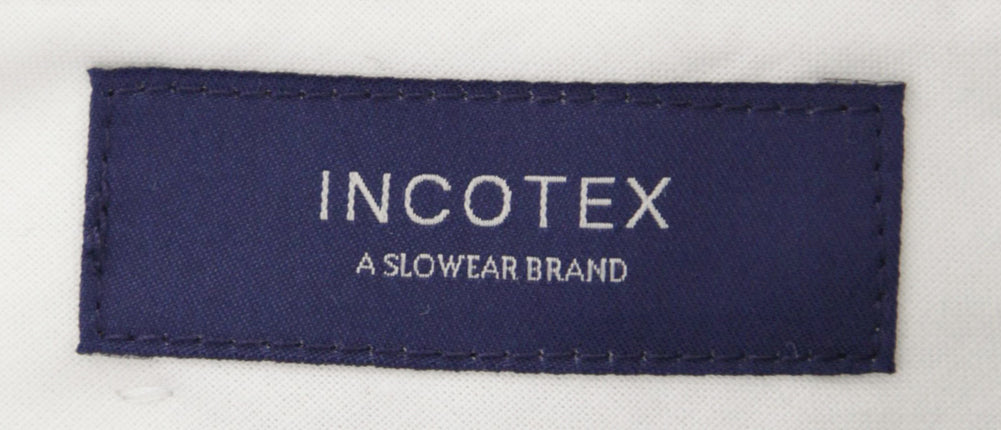 INCOTEX
A SLOWEAR BRAND